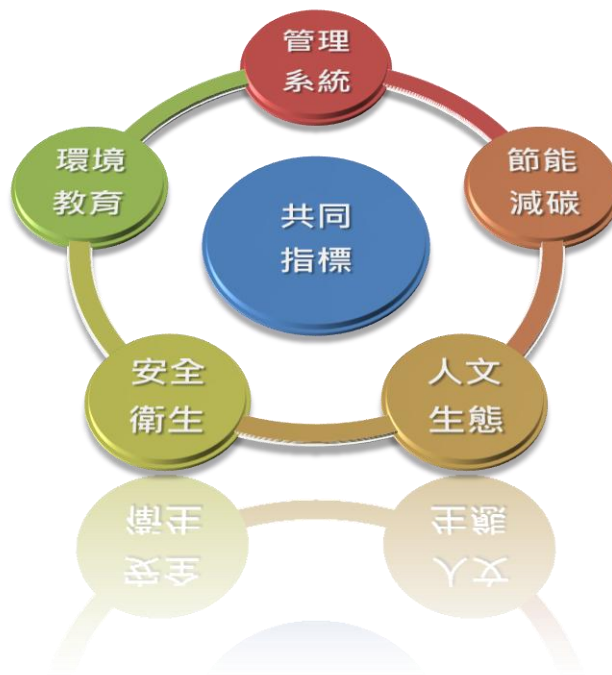 管理
系統
節能
減碳
人文
生態
安全
衛生
環境
教育
共同
指標